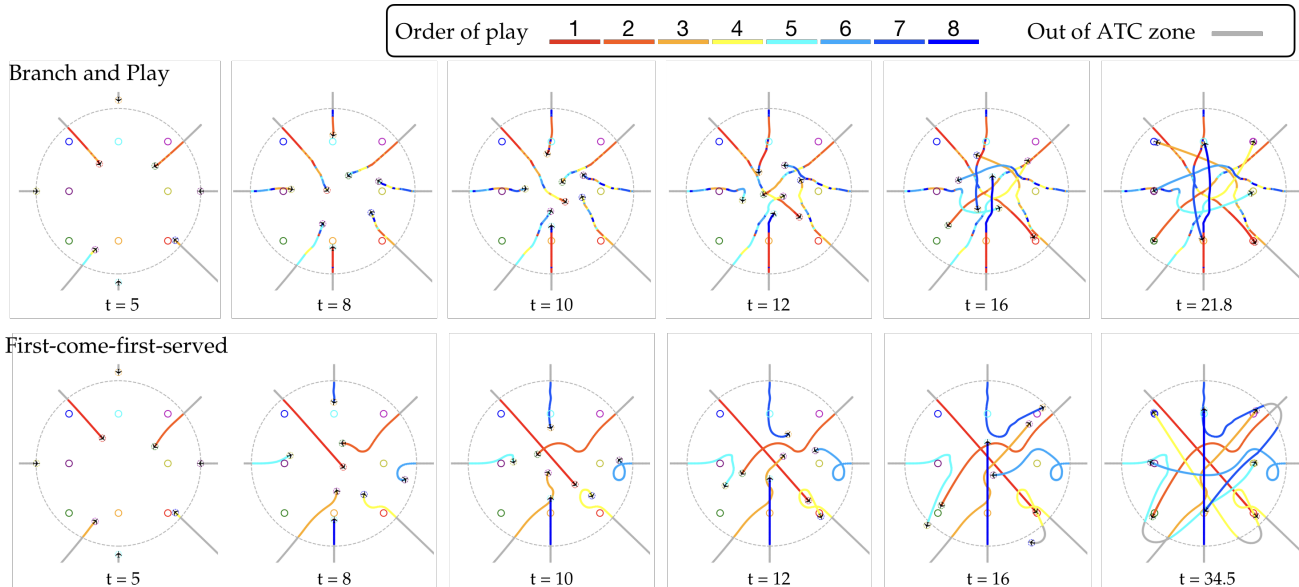 Order of play 1 2 3 4 5 6 7 8 Out of ATC zone
Branch and Play
t = 5 t = 8 t = 10 t = 12 t = 16 t = 21.8
First-come-first-served
t = 5 t = 8 t = 10 t = 12 t = 16 t = 34.5